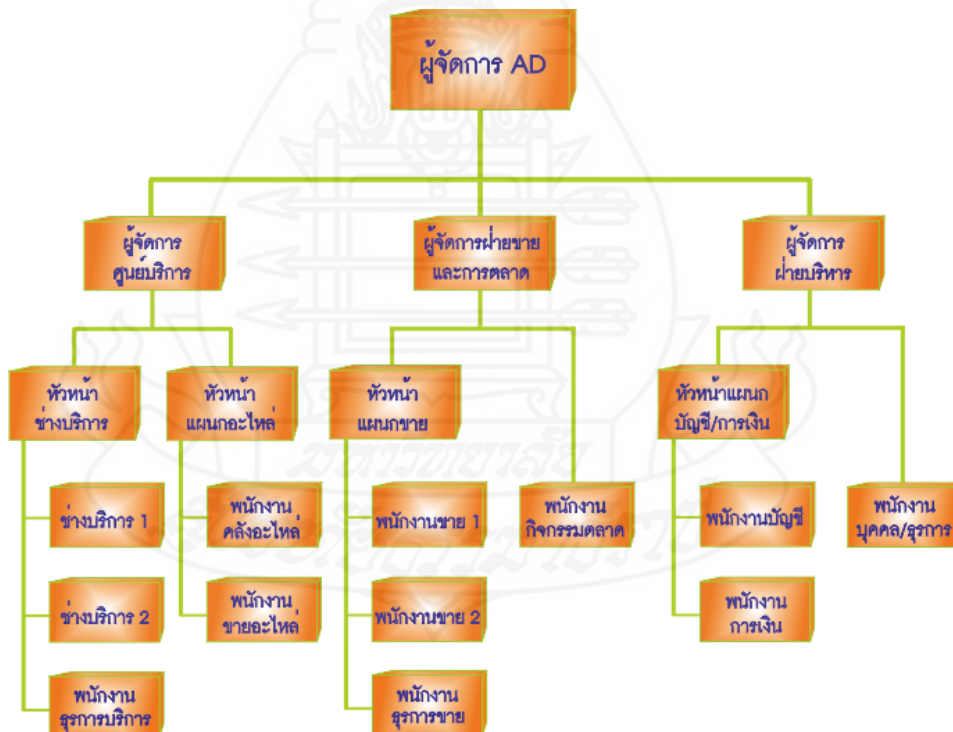 ผู้จัดการ AD
ผู้จัดการ
ศูนย์บริการ
ผู้จัดการฝ่ายขาย
และการตลาด
ผู้จัดการ
ฝ่ายบริหาร
หัวหน้า
ช่างบริการ
หัวหน้า
แผนกอะไหล่
หัวหน้า
แผนกขาย
หัวหน้าแผนก
บัญชี/การเงิน
ช่างบริการ 1
พนักงาน
คลังอะไหล่
พนักงานขาย 1
พนักงาน
กิจกรรมตลาด
พนักงานบัญชี
พนักงาน
บุคคล/ธุรการ
ช่างบริการ 2
พนักงาน
ขายอะไหล่
พนักงานขาย 2
พนักงาน
การเงิน
พนักงาน
ธุรการบริการ
พนักงาน
ธุรการขาย